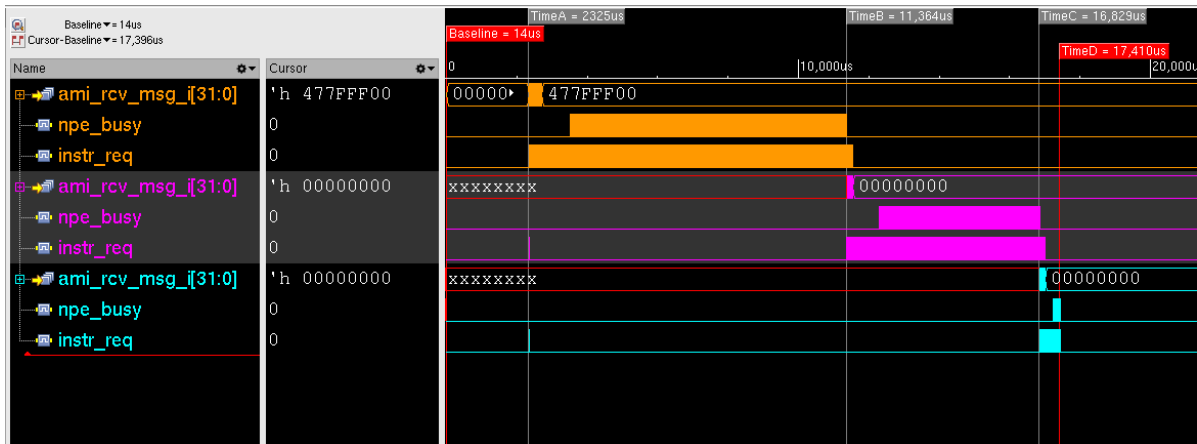 Baseline▼= 14us
Cursor-Baseline▼= 17,396us
TimeA = 2325us
TimeB = 11,364us
TimeC = 16,829us
Baseline = 14us
TimeD = 17,410us
Name Cursor 0 10,000us 20,000u
ami_rcv_msg_i[31:0] 'h 477FFF00 00000 477FFF00
npe_busy 0
instr_req 0
ami_rcv_msg_i[31:0] 'h 00000000 xxxxxxxx 00000000
npe_busy 0
instr_req 0
ami_rcv_msg_i[31:0] 'h 00000000 xxxxxxxx 00000000
npe_busy 0
instr_req 0